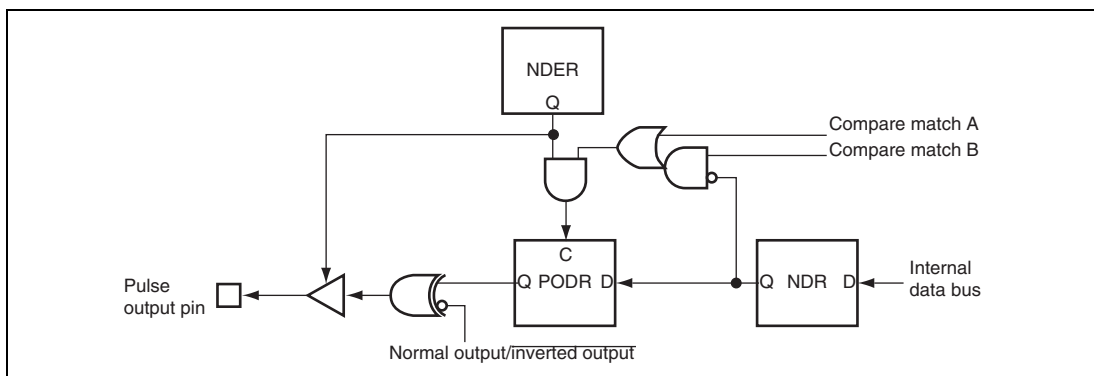 NDER
Q
Compare match A
Compare match B
C
Q PODR D
Q NDR D
Internal
data bus
Pulse
output pin
Normal output/inverted output